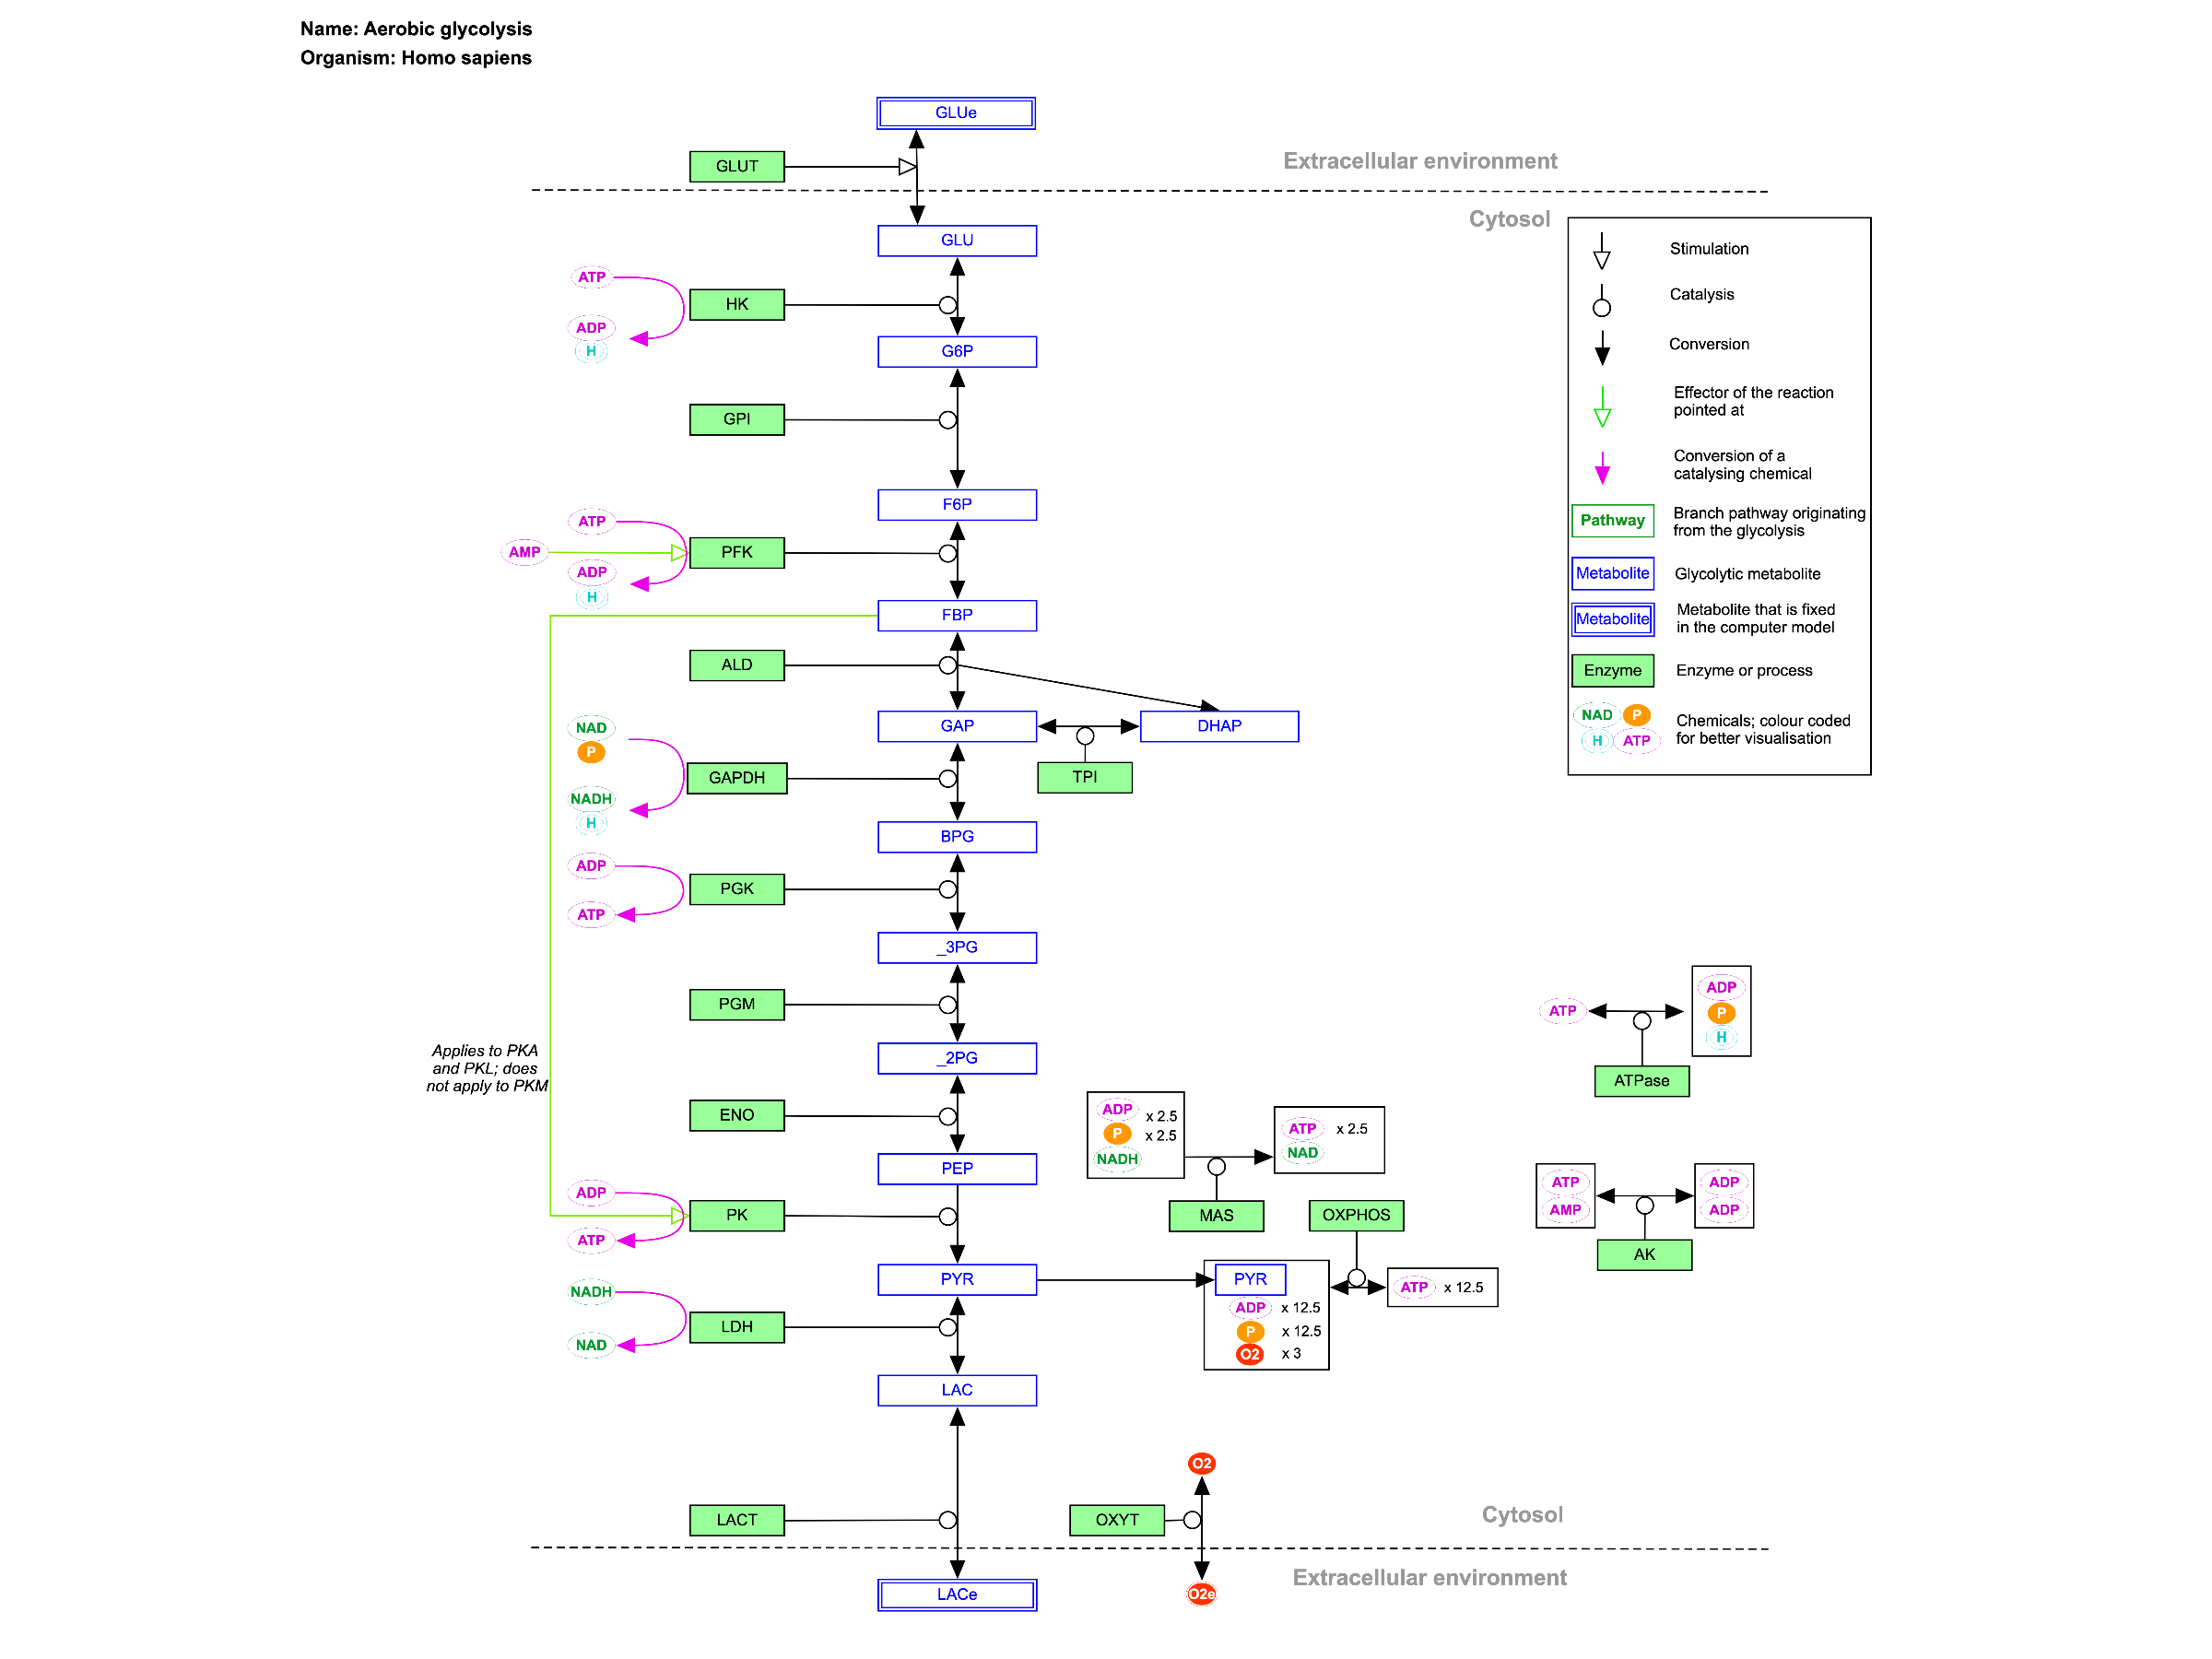 Name: Aerobic glycolysis
Organism: Homo sapiens
GLUe
GLUT
Extracellular environment
Cytosol
GLU
ATP
HK
ADP
H
G6P
GPI
F6P
ATP
AMP
PFK
ADP
H
FBP
ALD
GAP
DHAP
NAD
P
GAPDH
TPI
NADH
H
BPG
ADP
PGK
ATP
_3PG
PGM
Applies to PKA
and PKL; does
not apply to PKM
_2PG
ENO
PEP
ADP
PK
ATP
PYR
NADH
LDH
NAD
LAC
LACT
LACe
ADP x 2.5
P x 2.5
NADH
ATP x 2.5
NAD
MAS
OXPHOS
PYR
ADP x 12.5
P x 12.5
O2 x 3
ATP x 12.5
O2
OXYT
O2e
Cytosol
Extracellular environment
ATP
ADP
P
H
ATPase
ATP
AMP
ADP
ADP
AK
Stimulation
Catalysis
Conversion
Effector of the reaction
pointed at
Conversion of a
catalysing chemical
Pathway
Branch pathway originating
from the glycolysis
Metabolite
Glycolytic metabolite
Metabolite
Metabolite that is fixed
in the computer model
Enzyme
Enzyme or process
NAD P
H ATP
Chemicals; colour coded
for better visualisation